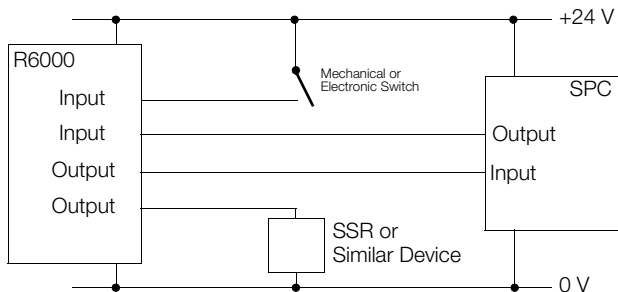 +24 V
R6000
Mechanical or
Electronic Switch
SPC
Input
Input
Output
Output
Input
Output
SSR or
Similar Device
0 V